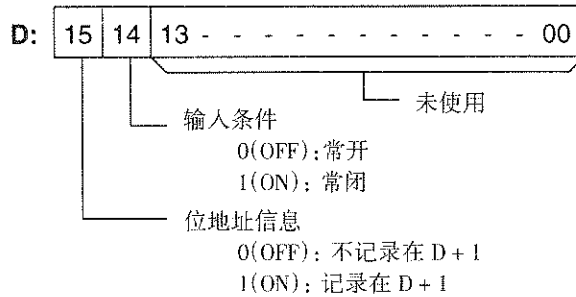 D: 15 14 13 - - - - - - - - - - - - 00
未使用
输入条件
0(OFF):常开
1(ON):常闭
位地址信息
0(OFF):不记录在 D + 1
1(ON):记录在 D + 1